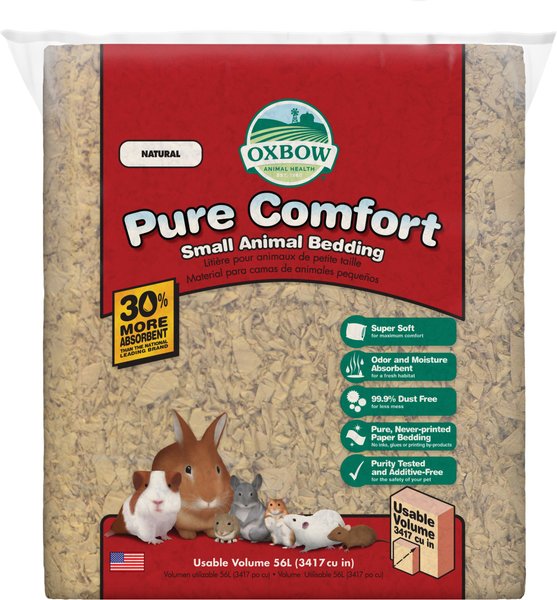 OXBOW
ANIMAL HEALTH
EST. 1980
NATURAL
Pure Comfort
Small Animal Bedding
Litière pour animaux de petite taille
Material para camas de animales pequeños
30%
MORE
ABSORBENT
THAN THE NATIONAL
LEADING BRAND
Super Soft
for maximum comfort
Odor and Moisture
Absorbent
for a fresh habitat
99.9% Dust Free
for less mess
Pure, Never-printed
Paper Bedding
No inks, glues or printing by-products
Purity Tested
and Additive-Free
for the safety of your pet
Usable
Volume
3417 cu in
Usable Volume 56L (3417 cu in)
Volumen utilizable 56L (3417 po cu) • Volume Utilisable 56L (3417 po cu)